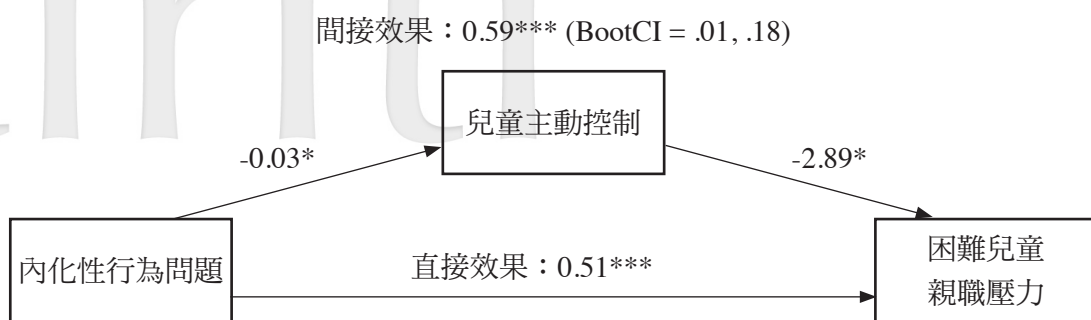 間接效果：0.59*** (BootCI = .01, .18)
兒童主動控制
-0.03*
-2.89*
內化性行為問題
直接效果：0.51***
困難兒童
親職壓力